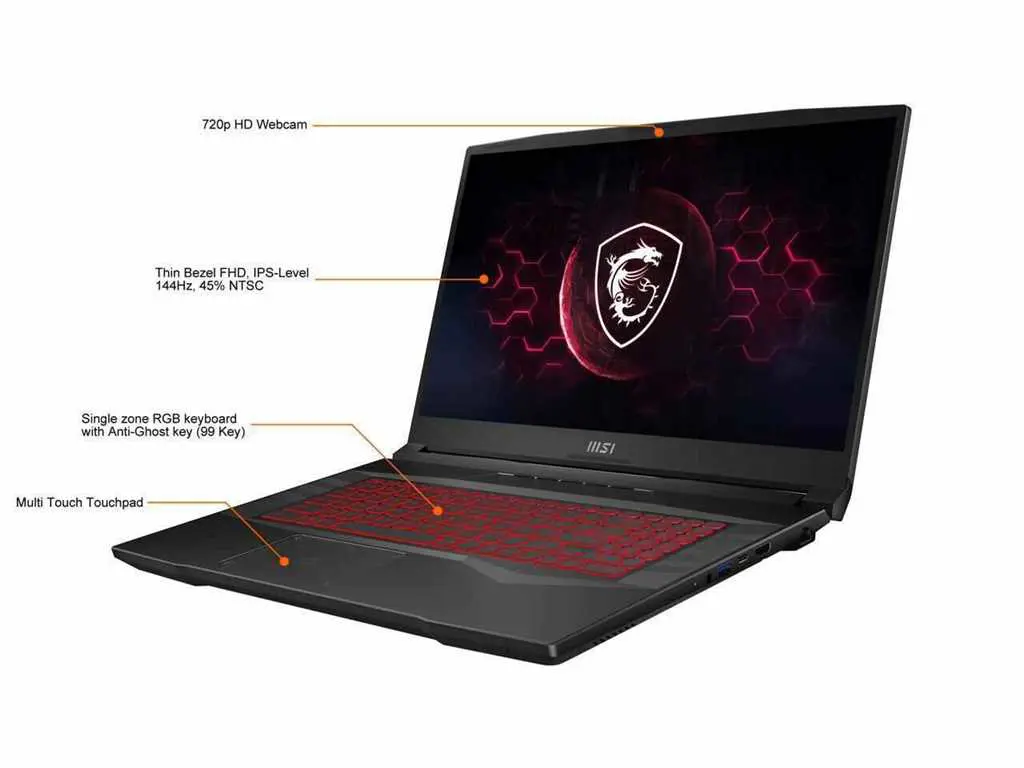 720p HD Webcam
Thin Bezel FHD, IPS-Level
144Hz, 45% NTSC
msi
Single zone RGB keyboard
with Anti-Ghost key (99 Key)
Multi Touch Touchpad